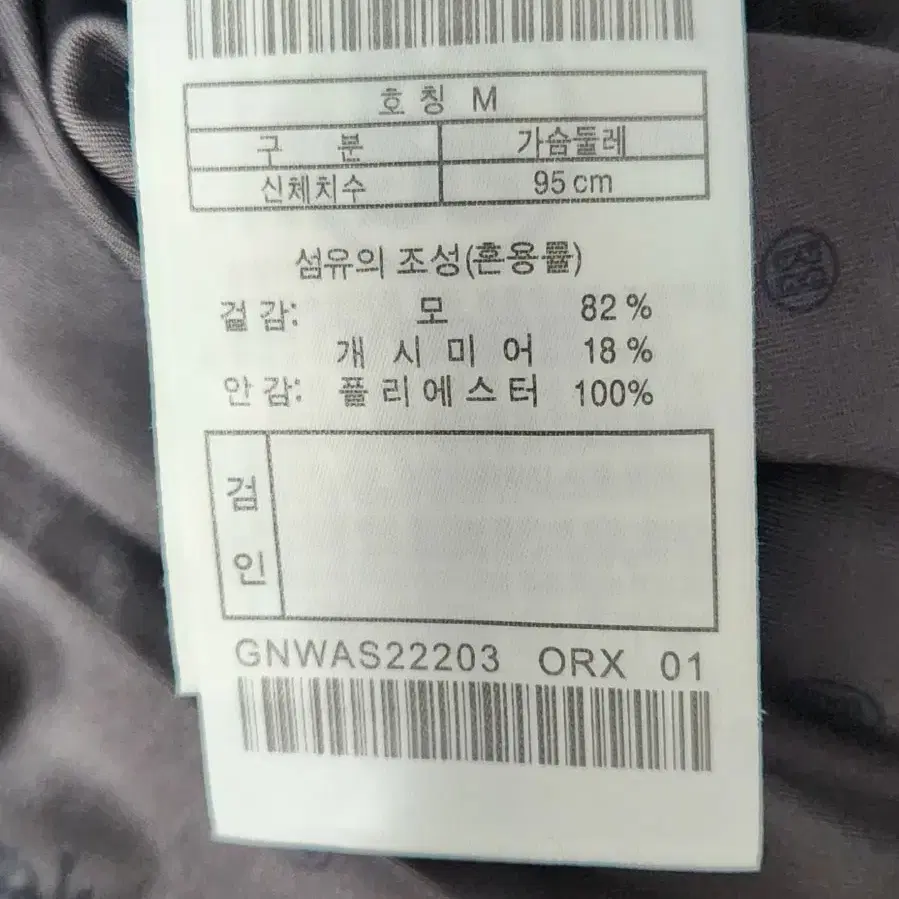 호칭 M
구 분 가슴둘레
신체치수 95 cm
섬유의 조성(혼용률)
겉감: 모 82 %
캐시미어 18 %
안감: 폴리에스터 100%
검인
GNWAS22203 ORX 01